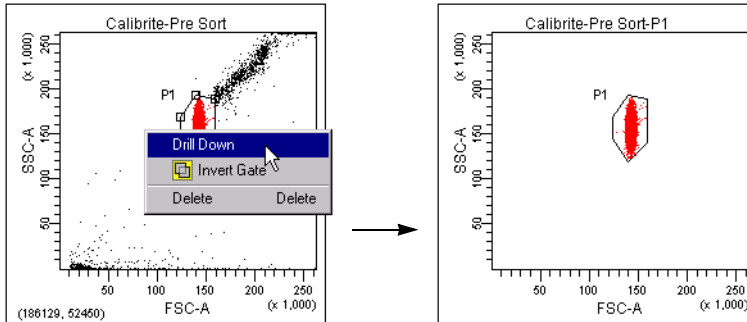 Calibrite-Pre Sort
SSC-A
(x 1,000)
250
200
150
100
50
P1
Drill Down
Invert Gate
Delete Delete
50 100 150 200 250
FSC-A
(x 1,000)
(186129, 52450)
Calibrite-Pre Sort-P1
SSC-A
(x 1,000)
250
200
150
100
50
P1
50 100 150 200 250
FSC-A
(x 1,000)